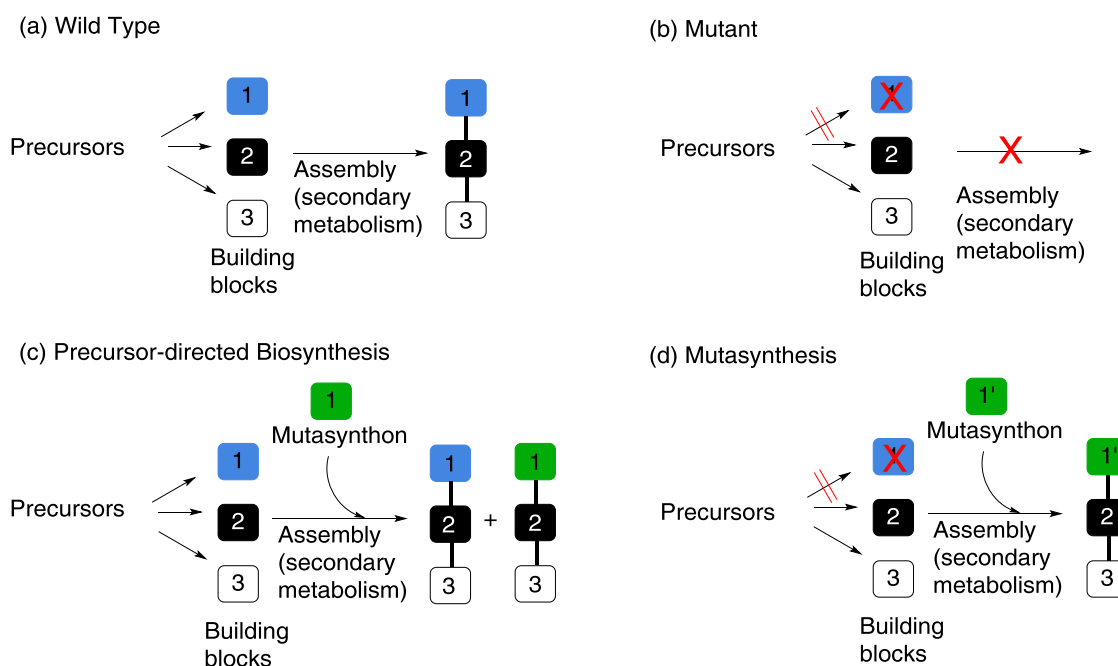 (a) Wild Type
1
Precursors
2
3
Building
blocks
Assembly
(secondary
metabolism)
1
2
3
(b) Mutant
1
X
Precursors
2
3
Building
blocks
X
Assembly
(secondary
metabolism)
(c) Precursor-directed Biosynthesis
1
Mutasynthon
1
Precursors
2
3
Building
blocks
Assembly
(secondary
metabolism)
1
2
3
+
1
2
3
(d) Mutasynthesis
1'
Mutasynthon
1
X
Precursors
2
3
Building
blocks
Assembly
(secondary
metabolism)
1'
2
3